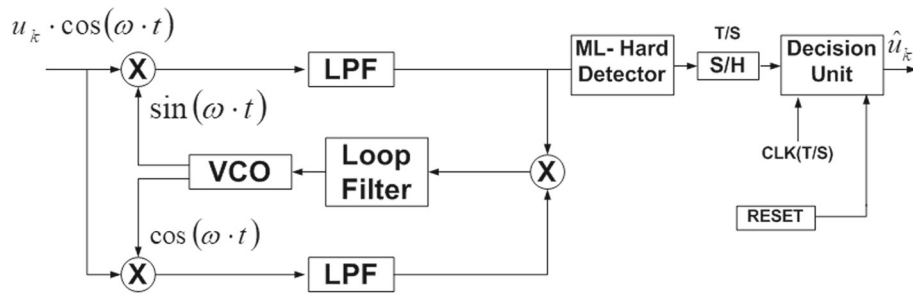 u_k · cos(ω · t)
X
LPF
ML- Hard
Detector
T/S
S/H
Decision
Unit
û_k
sin(ω · t)
VCO
Loop
Filter
X
CLK(T/S)
RESET
cos(ω · t)
X
LPF